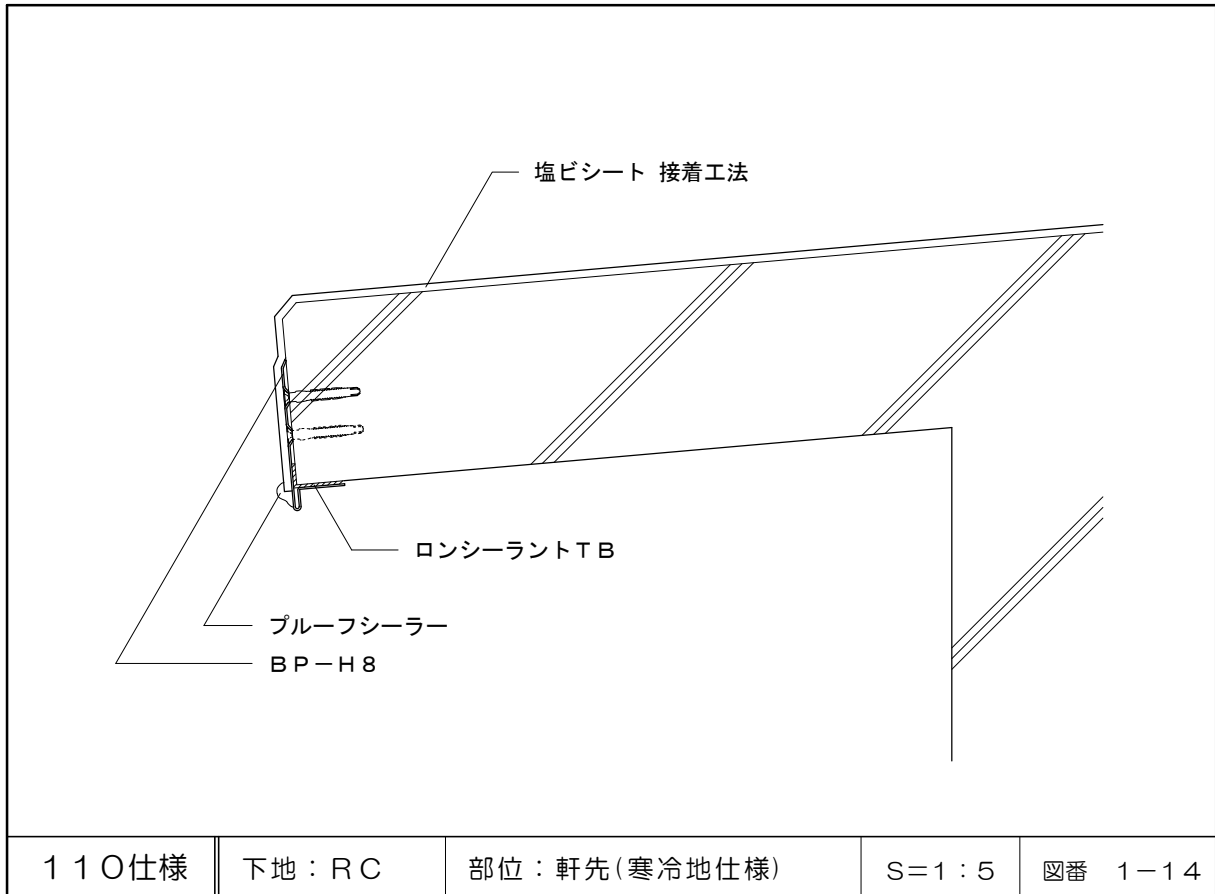 塩ビシート 接着工法
ロンシーラントＴＢ
プルーフシーラー
ＢＰ－Ｈ８
１１０仕様 下地：ＲＣ 部位：軒先(寒冷地仕様) Ｓ＝１：５ 図番 １－１４